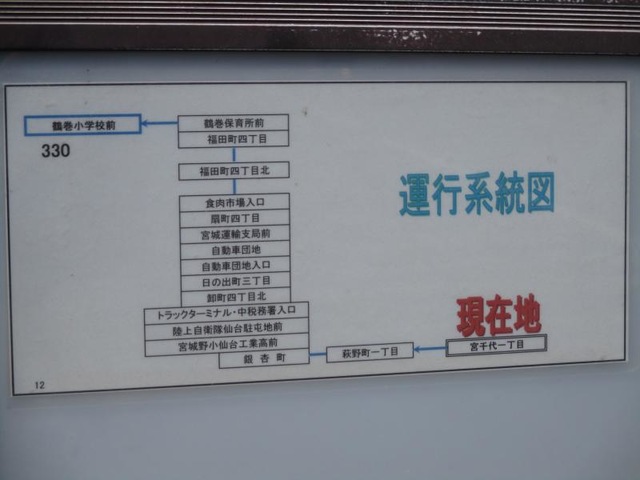 鶴巻小学校前
330
鶴巻保育所前
福田町四丁目
福田町四丁目北
運行系統図
食肉市場入口
扇町四丁目
宮城運輸支局前
自動車団地
自動車団地入口
日の出町三丁目
卸町四丁目北
トラックターミナル・中税務署入口
陸上自衛隊仙台駐屯地前
宮城野小仙台工業高前
銀杏町
萩野町一丁目
現在地
宮千代一丁目
12